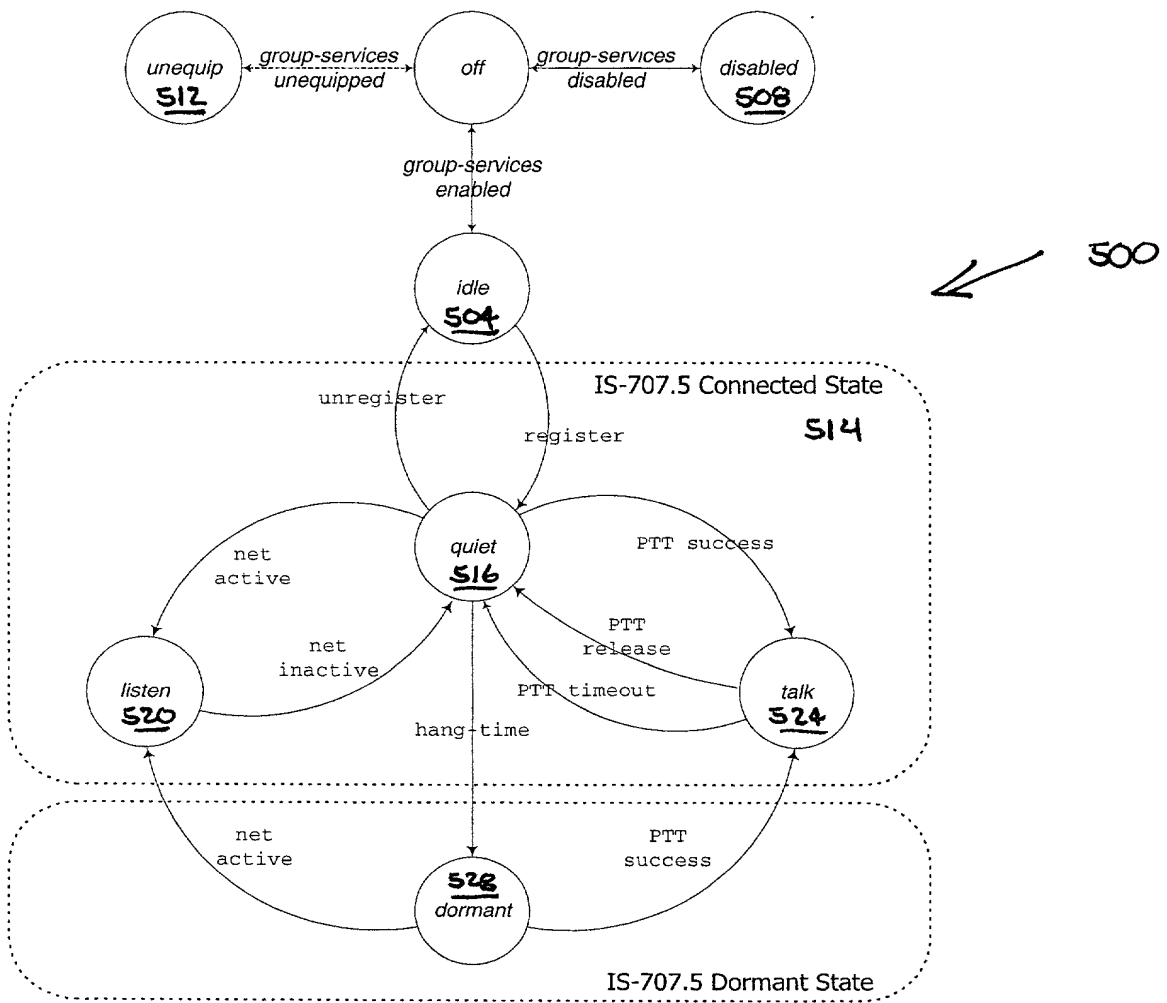 unequip
512
group-services
unequipped
off
group-services
disabled
disabled
508
group-services
enabled
idle
504
500
IS-707.5 Connected State
514
unregister
register
quiet
516
net
active
PTT success
net
inactive
PTT
release
PTT timeout
listen
520
talk
524
hang-time
net
active
PTT
success
528
dormant
IS-707.5 Dormant State